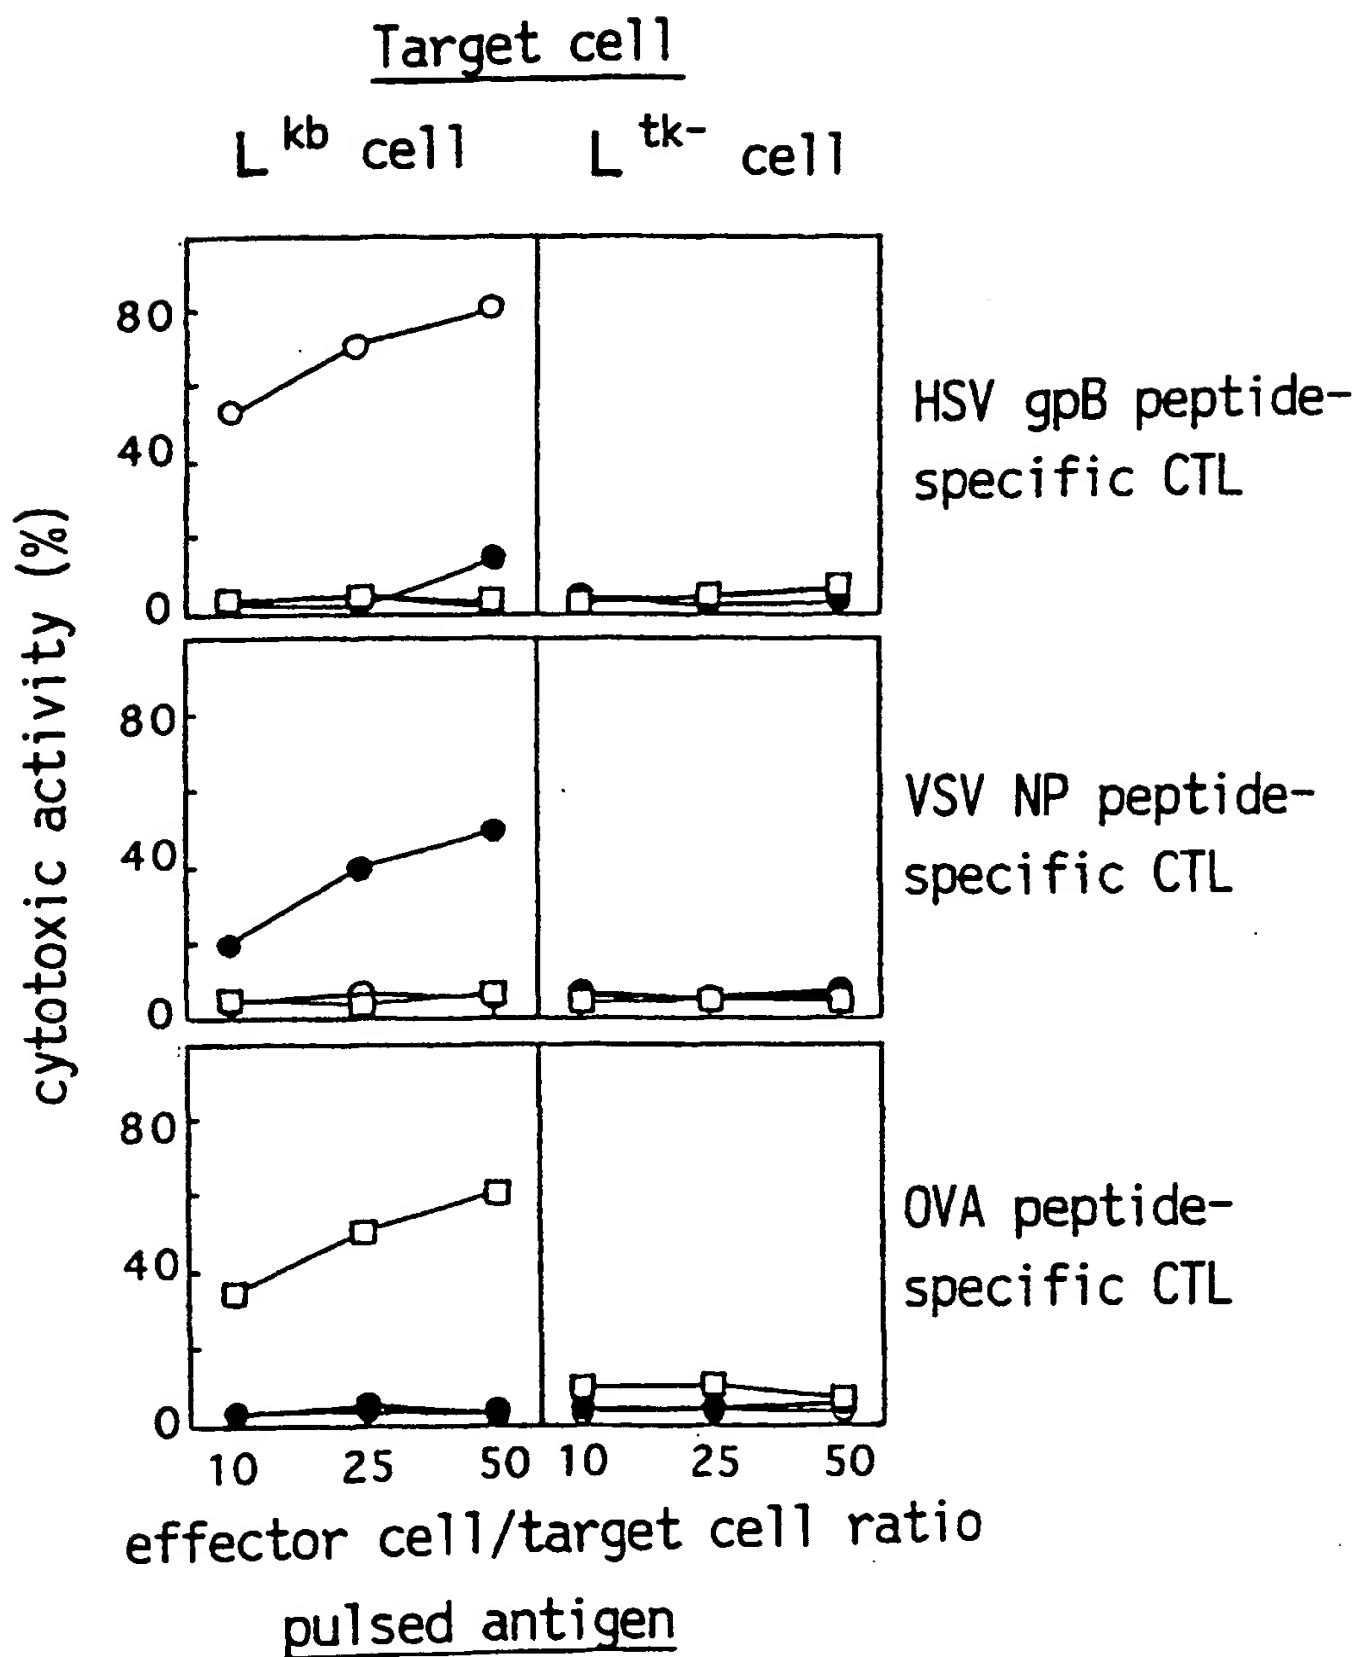 Target cell
L kb cell L tk- cell
80
40
0
HSV gpB peptide-
specific CTL
cytotoxic activity (%)
80
40
0
VSV NP peptide-
specific CTL
80
40
0
OVA peptide-
specific CTL
10 25 50 10 25 50
effector cell/target cell ratio
pulsed antigen